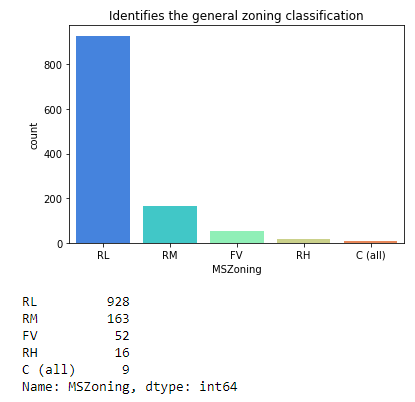 Identifies the general zoning classification
800
600
400
200
0
count
RL RM FV RH C (all)
MSZoning
RL 928
RM 163
FV 52
RH 16
C (all) 9
Name: MSZoning, dtype: int64